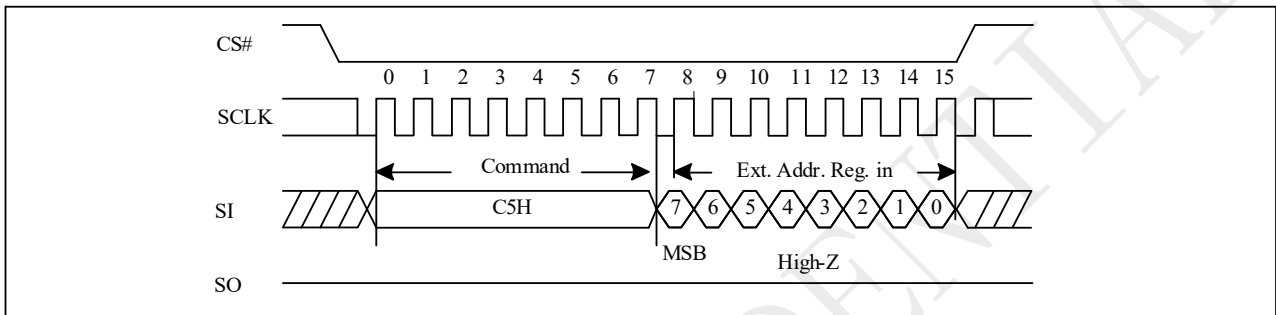 CS#
0 1 2 3 4 5 6 7 8 9 10 11 12 13 14 15
SCLK
Command Ext. Addr. Reg. in
SI C5H 7 6 5 4 3 2 1 0
MSB High-Z
SO